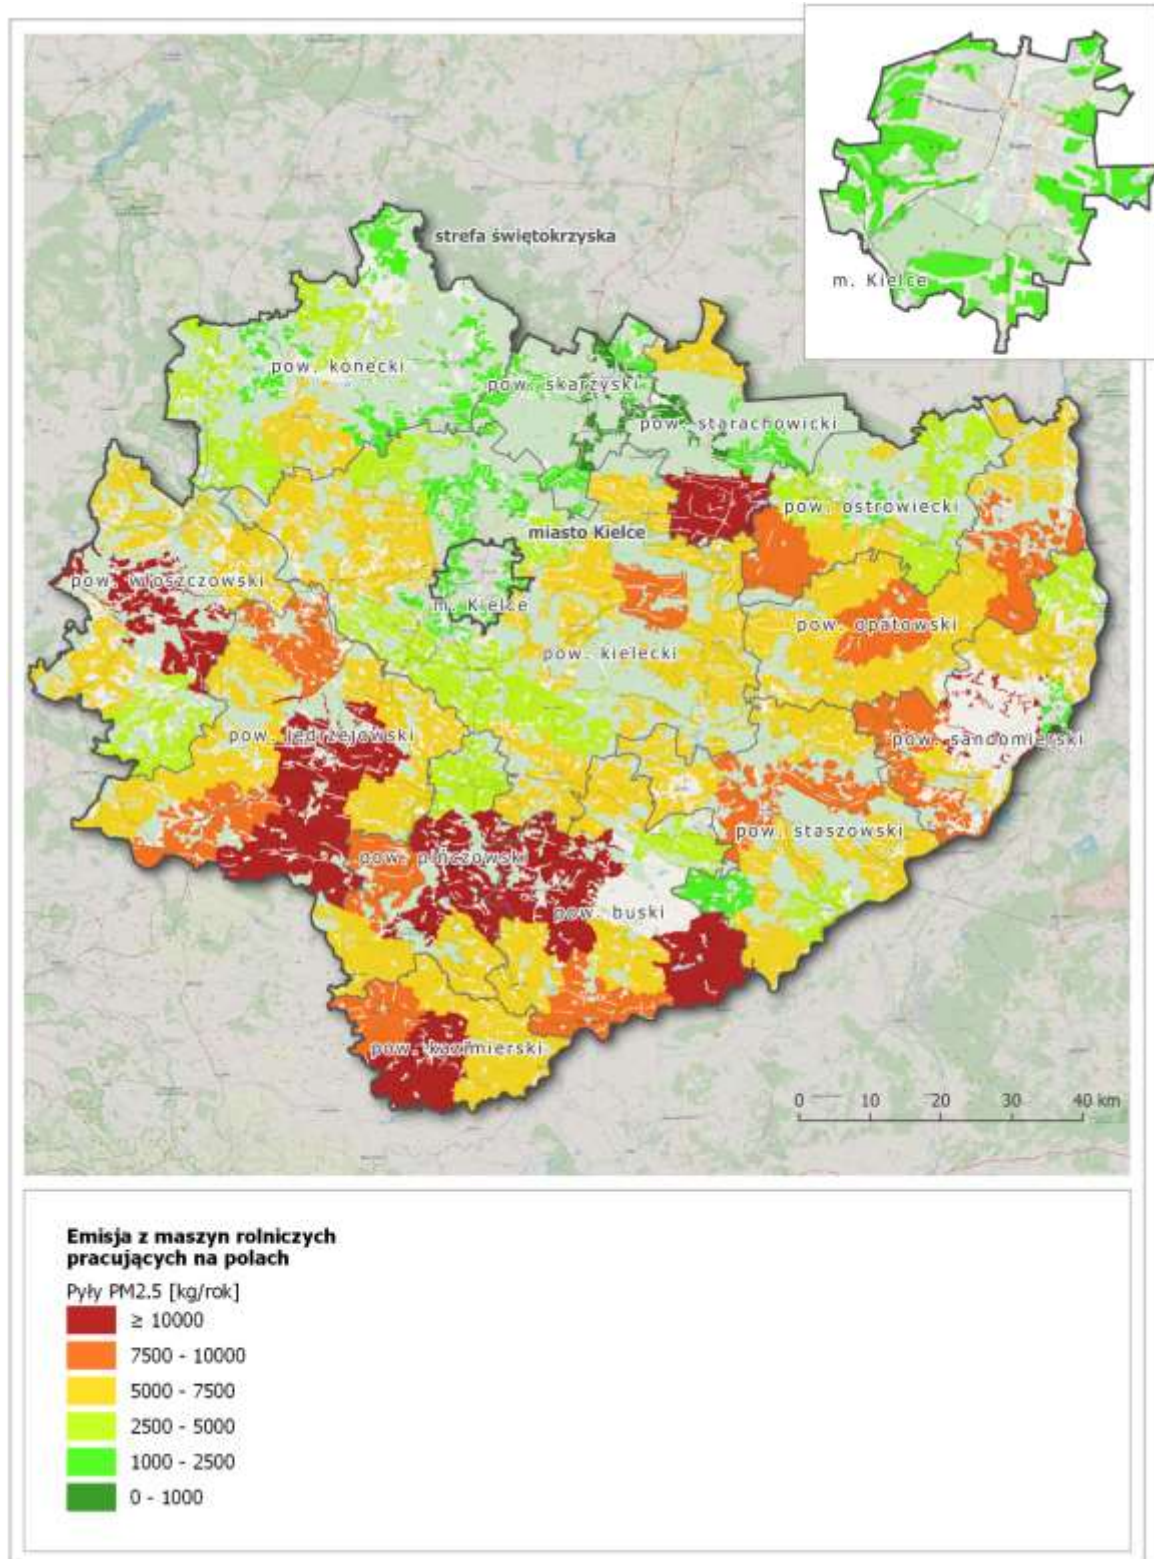 m. Kielce
strefa świętokrzyska
pow. konecki
pow. skarżyski
pow. starachowicki
pow. ostrowiecki
miasto Kielce
pow. włoszczowski
m. Kielce
pow. opatowski
pow. kielecki
pow. jędrzejowski
pow. sandomierski
pow. staszowski
pow. pińczowski
pow. buski
pow. kazimierski
0 10 20 30 40 km
Emisja z maszyn rolniczych
pracujących na polach
Pyły PM2.5 [kg/rok]
≥ 10000
7500 - 10000
5000 - 7500
2500 - 5000
1000 - 2500
0 - 1000